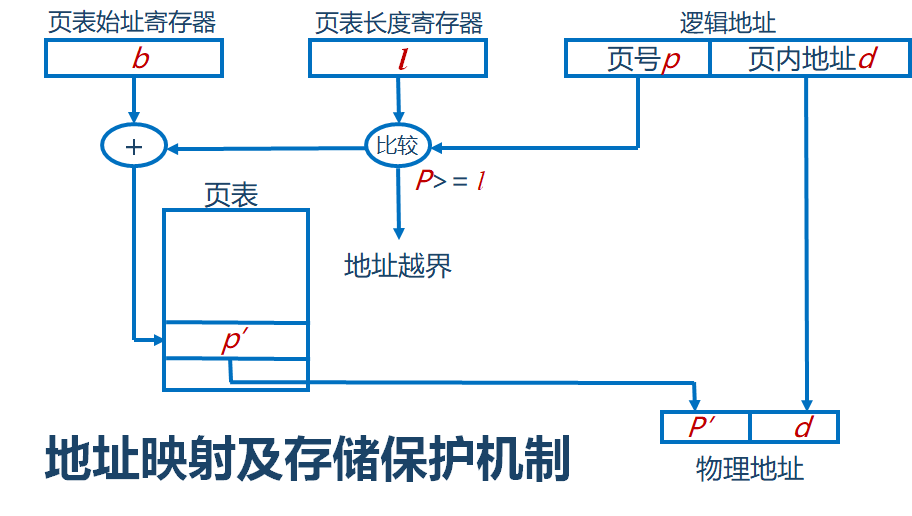 页表始址寄存器
页表长度寄存器
逻辑地址
b
l
页号p
页内地址d
+
比较
P>= l
页表
地址越界
p′
P′
d
地址映射及存储保护机制
物理地址